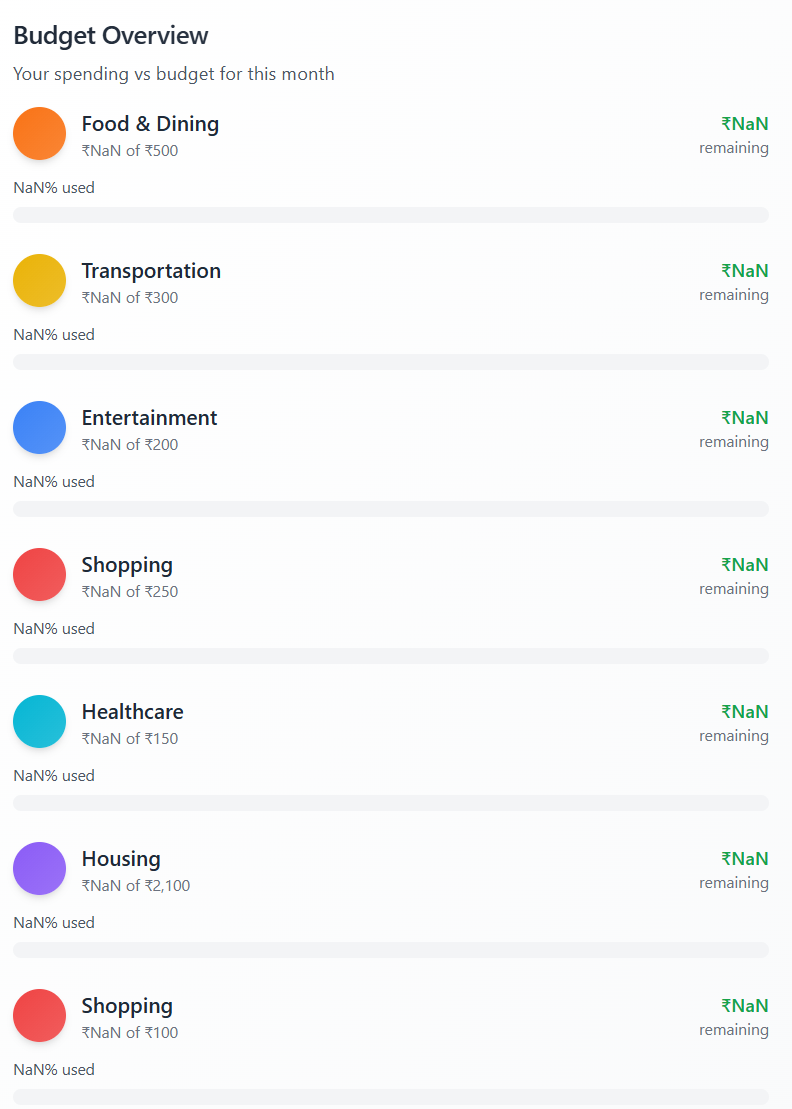 Budget Overview
Your spending vs budget for this month
Food & Dining
₹NaN of ₹500
₹NaN
remaining
NaN% used
Transportation
₹NaN of ₹300
₹NaN
remaining
NaN% used
Entertainment
₹NaN of ₹200
₹NaN
remaining
NaN% used
Shopping
₹NaN of ₹250
₹NaN
remaining
NaN% used
Healthcare
₹NaN of ₹150
₹NaN
remaining
NaN% used
Housing
₹NaN of ₹2,100
₹NaN
remaining
NaN% used
Shopping
₹NaN of ₹100
₹NaN
remaining
NaN% used